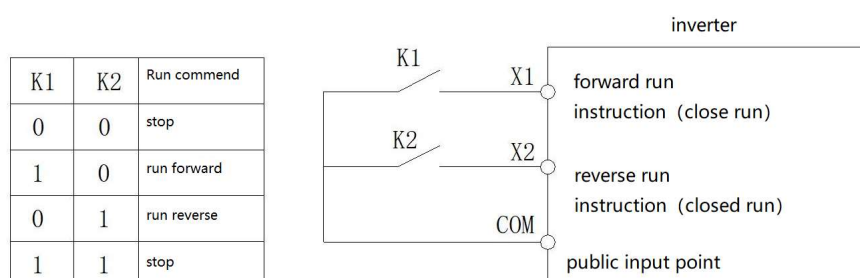 inverter
K1 K2 Run commend
0 0 stop
1 0 run forward
0 1 run reverse
1 1 stop
K1 X1
forward run
instruction (close run)
K2 X2
reverse run
instruction (closed run)
COM
public input point